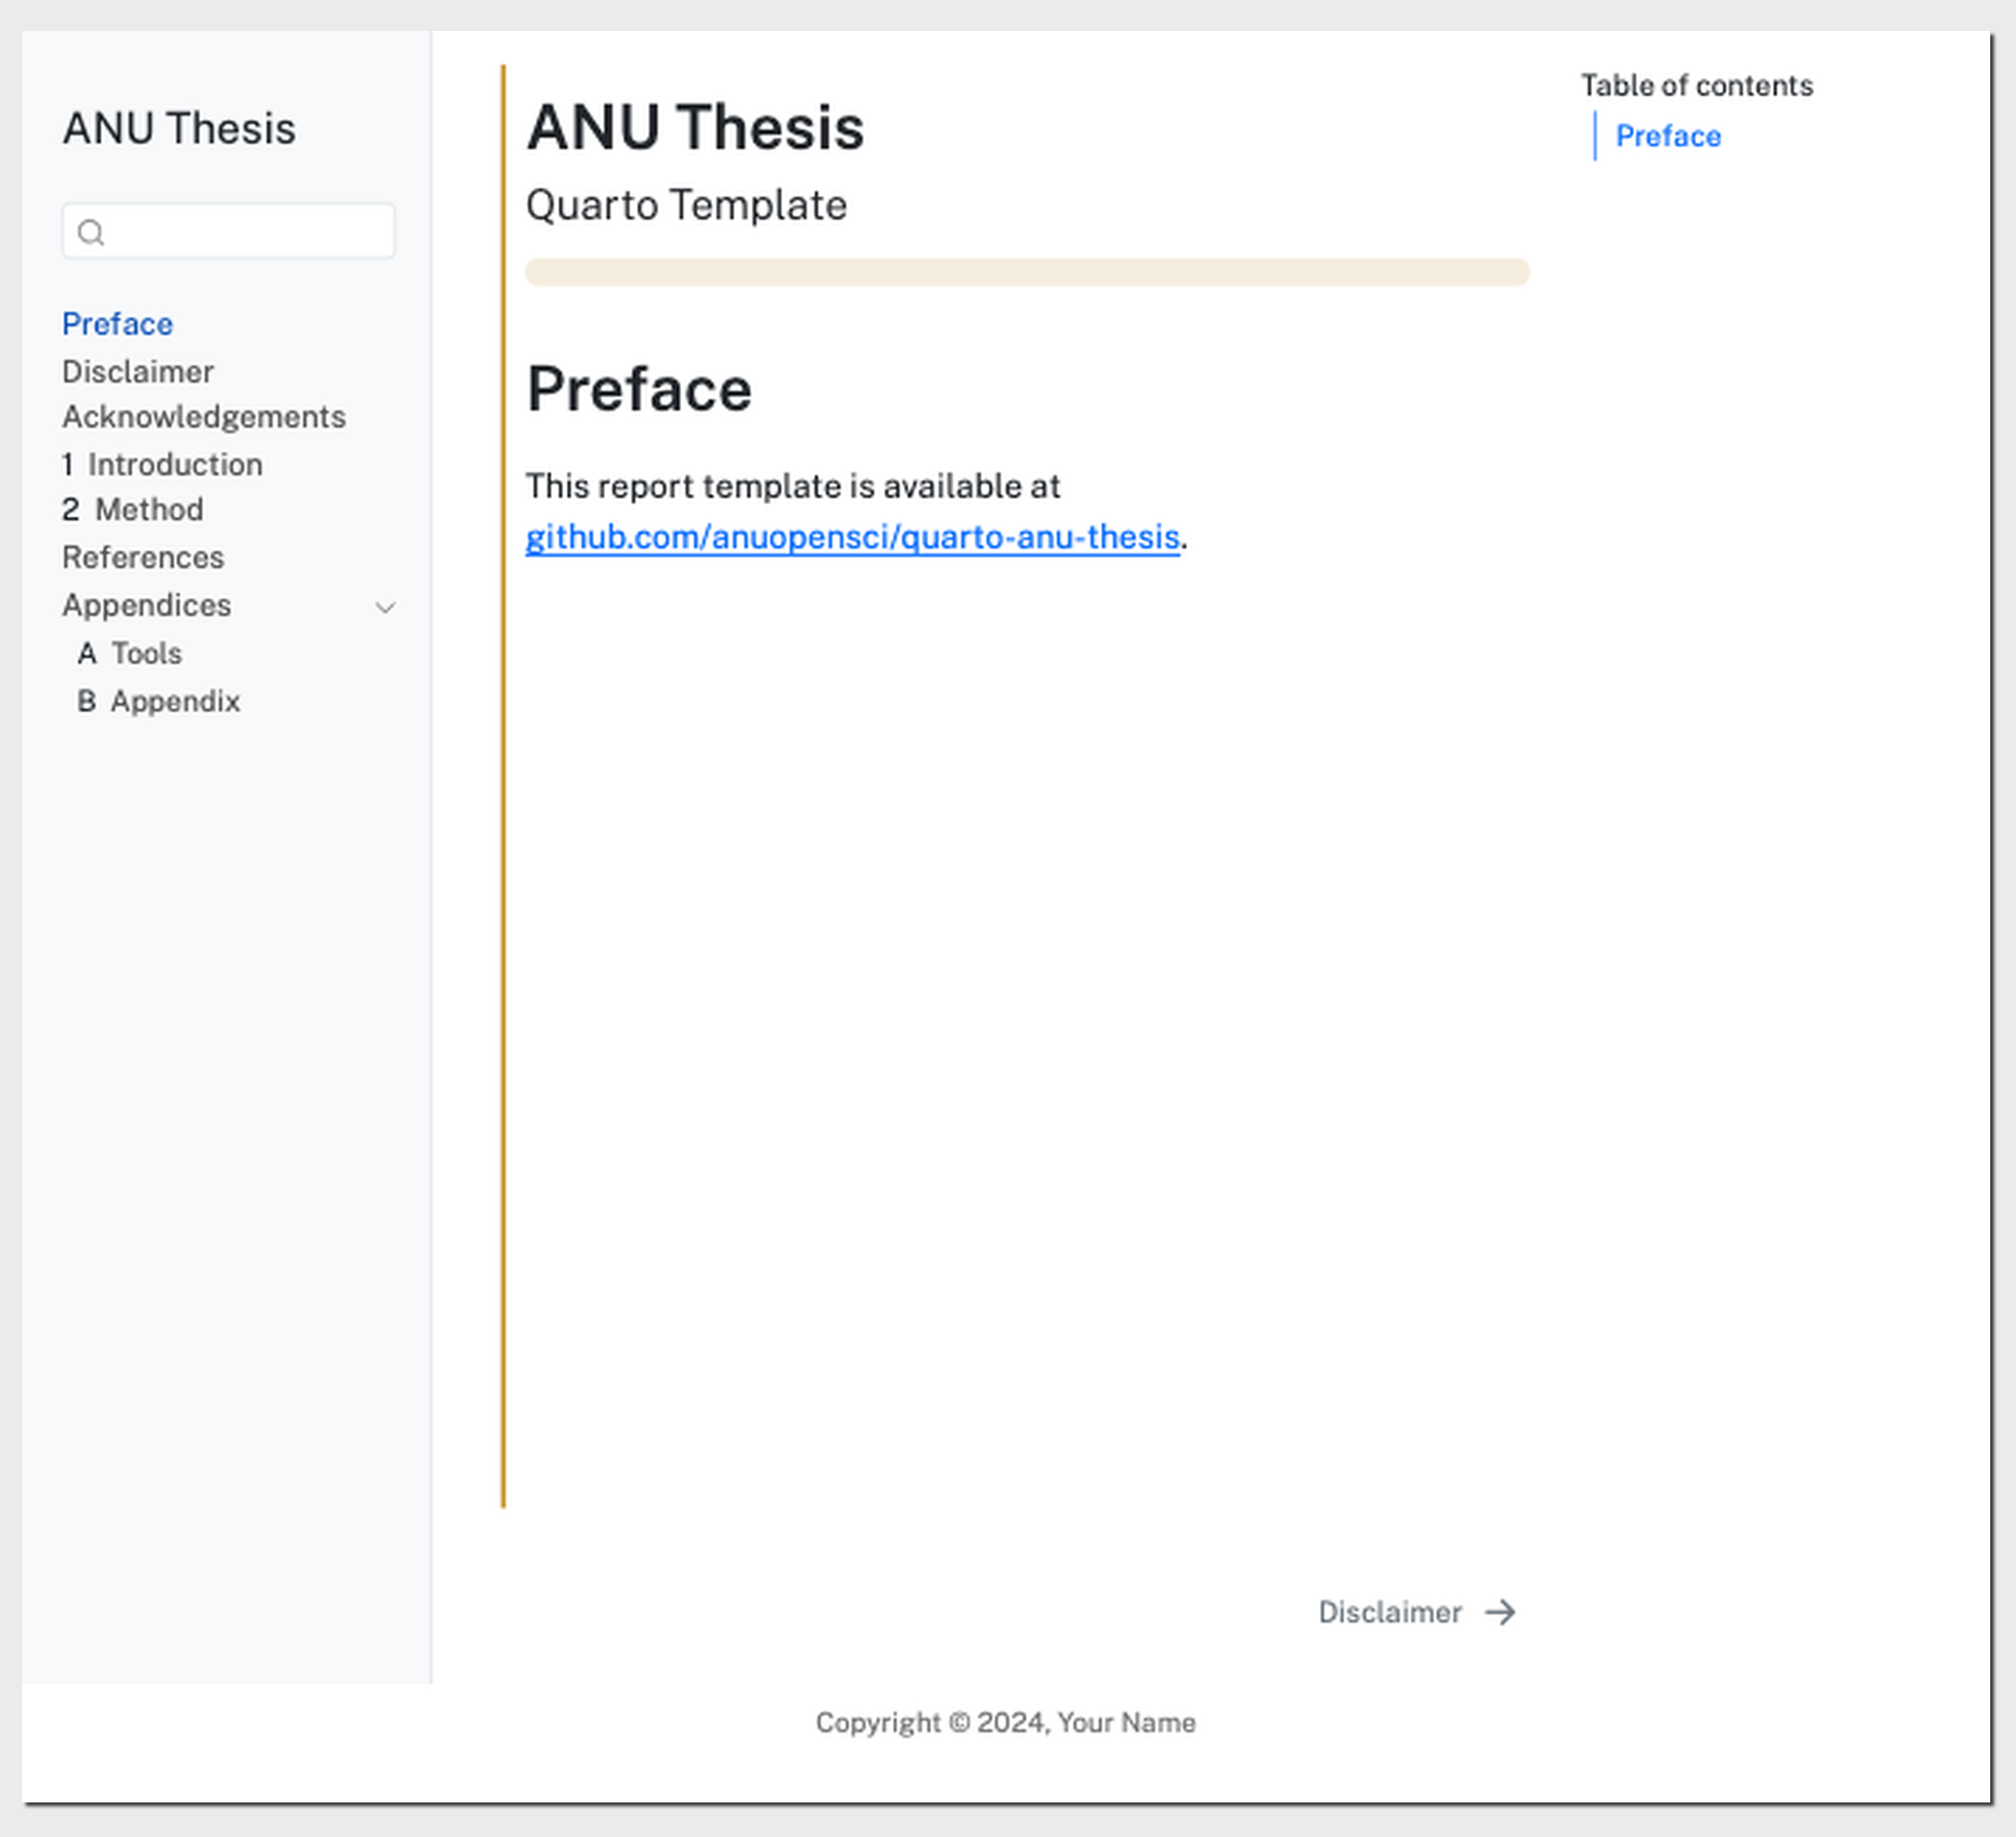 ANU Thesis
Preface
Disclaimer
Acknowledgements
1 Introduction
2 Method
References
Appendices
A Tools
B Appendix
ANU Thesis
Quarto Template
Preface
This report template is available at
github.com/anuopensci/quarto-anu-thesis.
Table of contents
Preface
Disclaimer
Copyright © 2024, Your Name